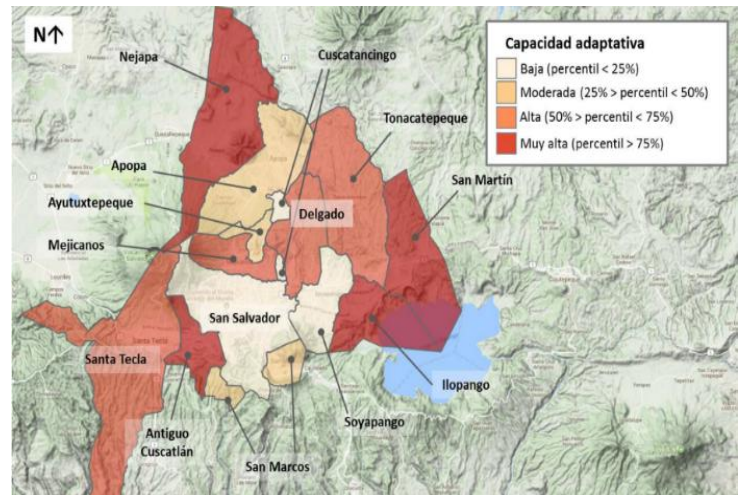 N↑
Nejapa
Cuscatancingo
Capacidad adaptativa
Baja (percentil < 25%)
Moderada (25% > percentil < 50%)
Alta (50% > percentil < 75%)
Muy alta (percentil > 75%)
Tonacatepeque
Apopa
San Martín
Ayutuxtepeque
Delgado
Mejicanos
San Salvador
Santa Tecla
Ilopango
Soyapango
Antiguo
Cuscatlán
San Marcos